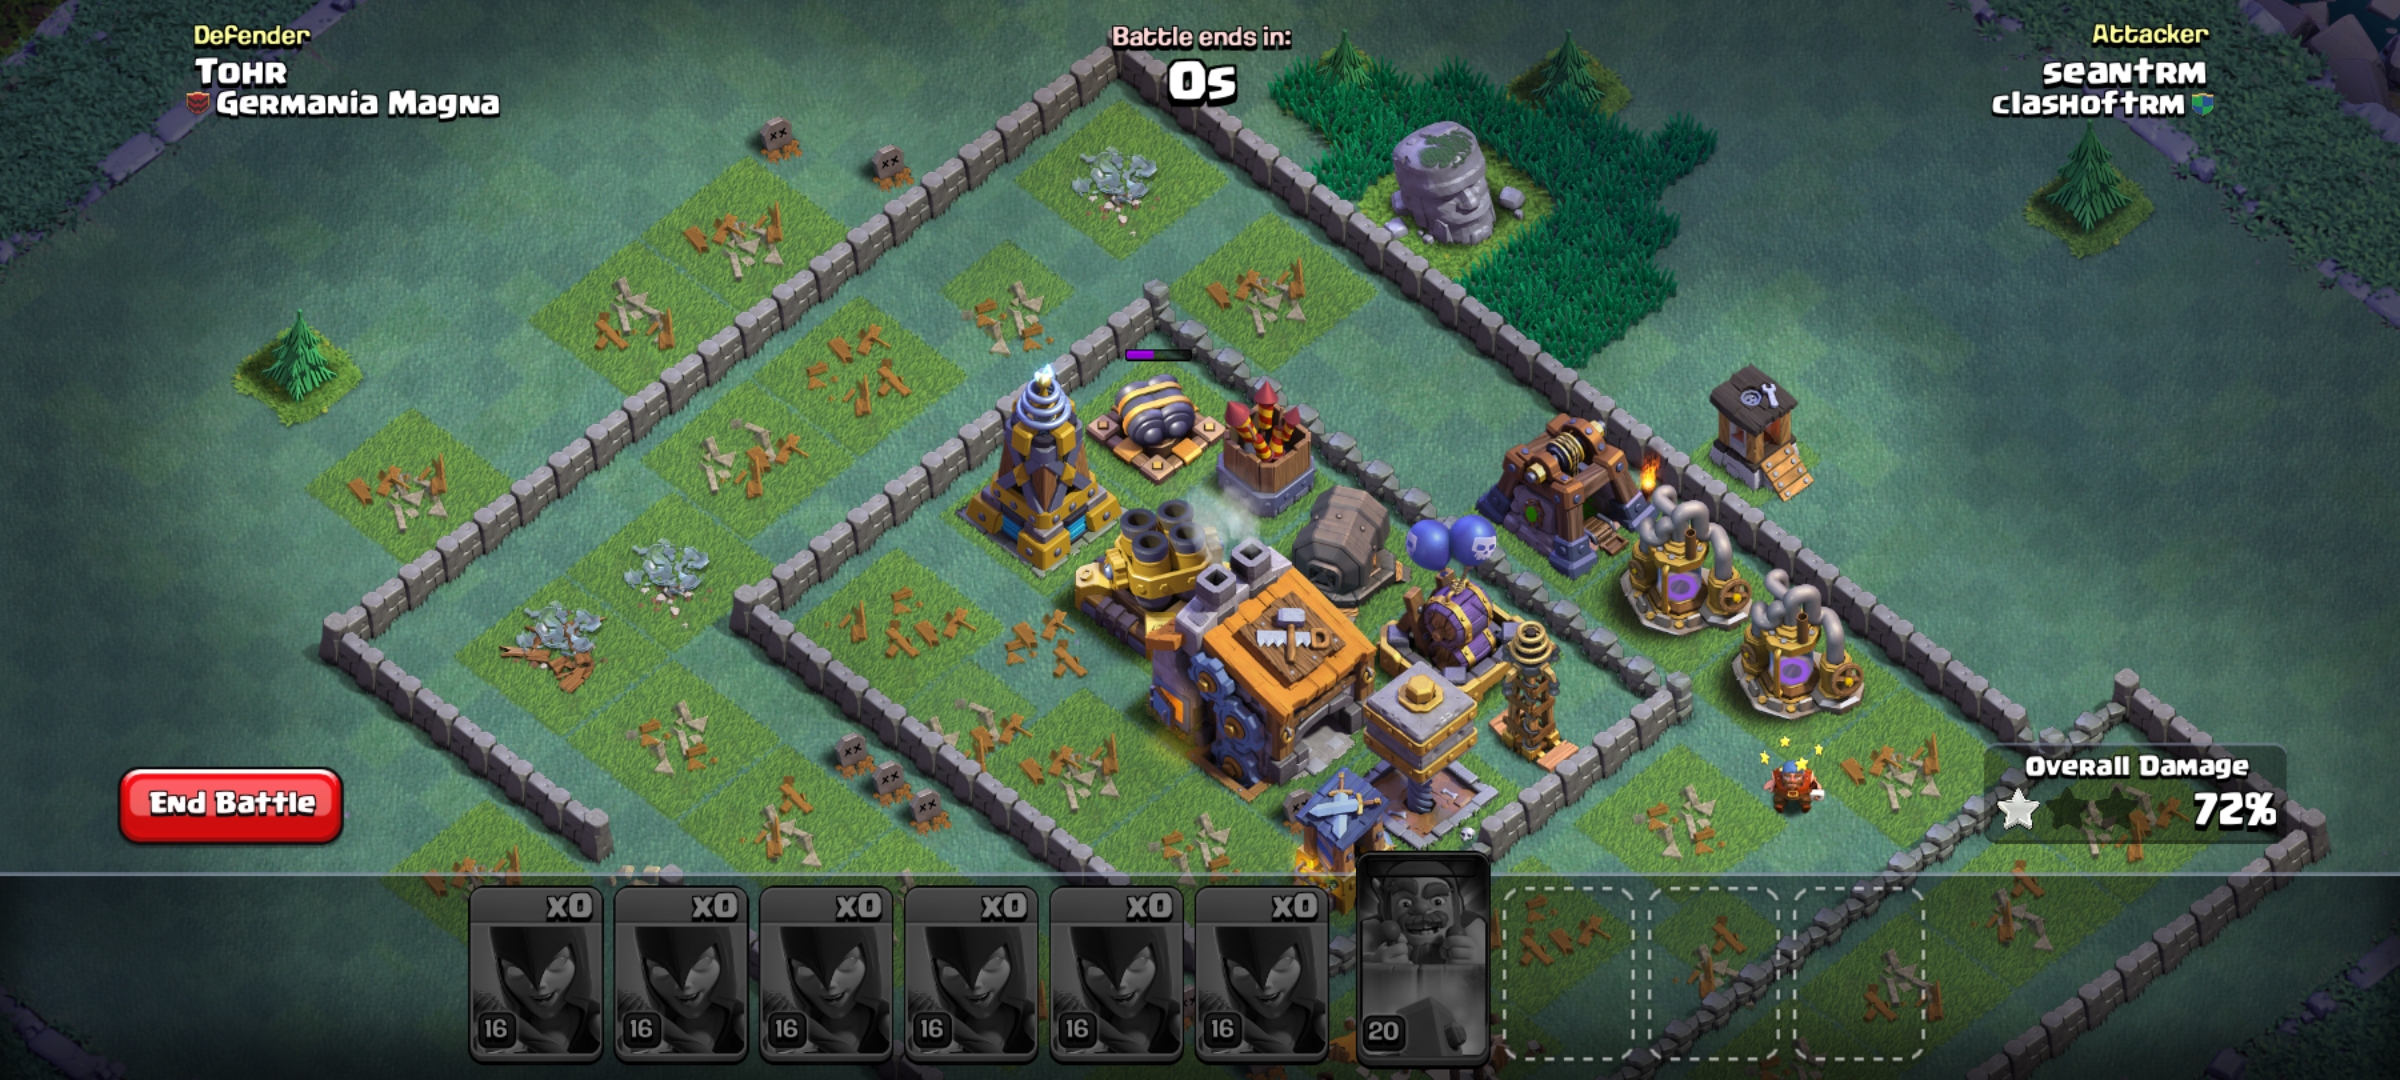 Defender
Tohr
Germania Magna
Battle ends in:
0s
Attacker
seantrm
clashoftrm
End Battle
Overall Damage
72%
x0
x0
x0
x0
x0
x0
16
16
16
16
16
16
20